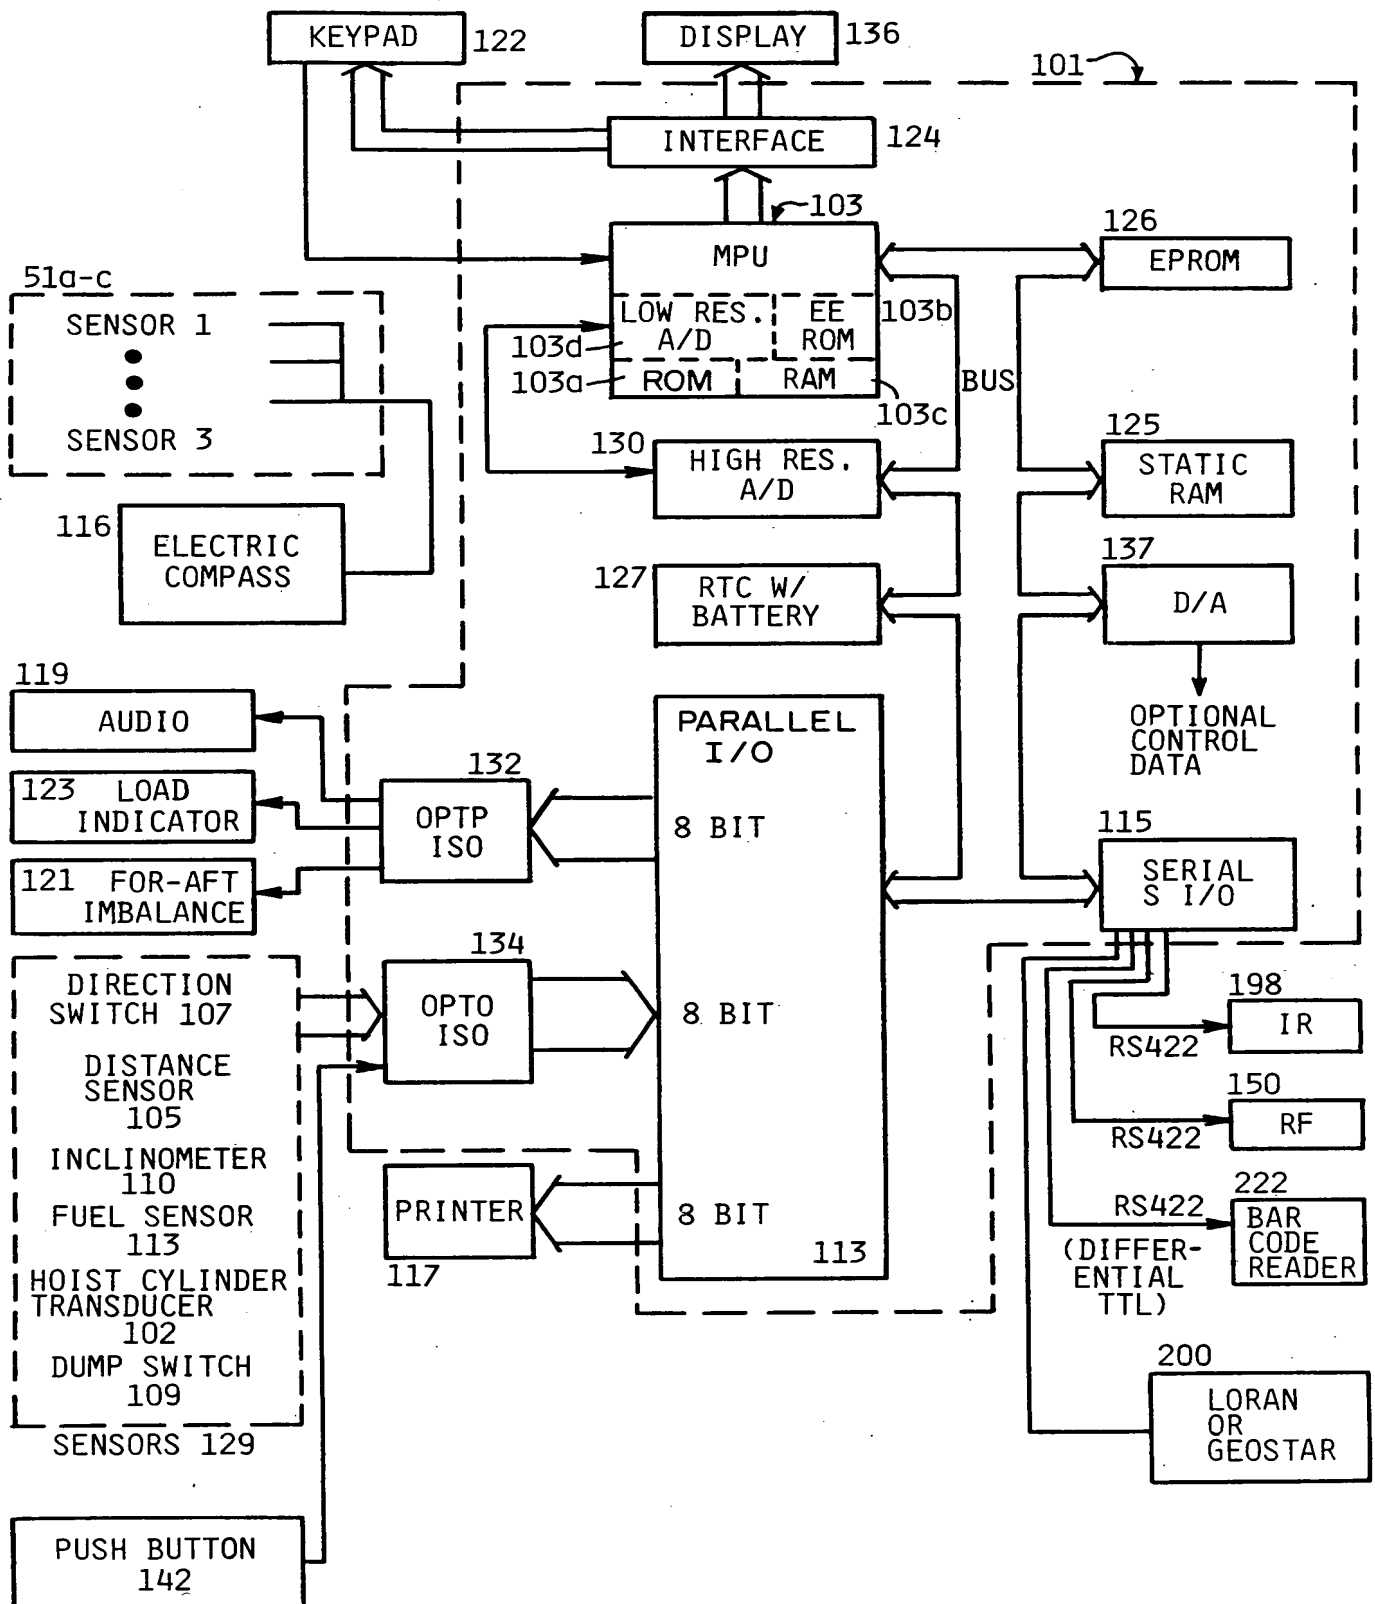 KEYPAD 122
DISPLAY 136
101
INTERFACE 124
103
MPU
LOW RES.
A/D
EE
ROM
103b
103d
103a
ROM
RAM
103c
BUS
126
EPROM
51a-c
SENSOR 1
SENSOR 3
130
HIGH RES.
A/D
125
STATIC
RAM
116
ELECTRIC
COMPASS
127
RTC W/
BATTERY
137
D/A
OPTIONAL
CONTROL
DATA
119
AUDIO
123 LOAD
INDICATOR
121 FOR-AFT
IMBALANCE
132
OPTP
ISO
PARALLEL
I/O
8 BIT
115
SERIAL
S I/O
134
OPTO
ISO
8 BIT
DIRECTION
SWITCH 107
DISTANCE
SENSOR
105
INCLINOMETER
110
FUEL SENSOR
113
HOIST CYLINDER
TRANSDUCER
102
DUMP SWITCH
109
SENSORS 129
PRINTER
117
8 BIT
113
198
IR
RS422
150
RF
RS422
222
BAR
CODE
READER
RS422
(DIFFER-
ENTIAL
TTL)
200
LORAN
OR
GEOSTAR
PUSH BUTTON
142